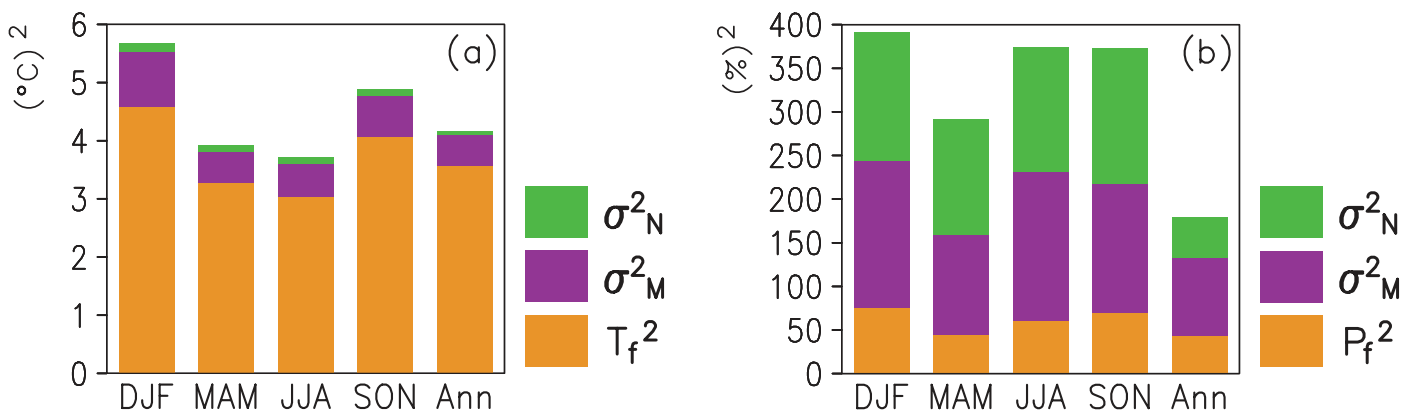 (°C)²
6
5
4
3
2
1
0
(a)
DJF MAM JJA SON Ann
σ²N
σ²M
Tf²
(%)²
400
350
300
250
200
150
100
50
0
(b)
DJF MAM JJA SON Ann
σ²N
σ²M
Pf²